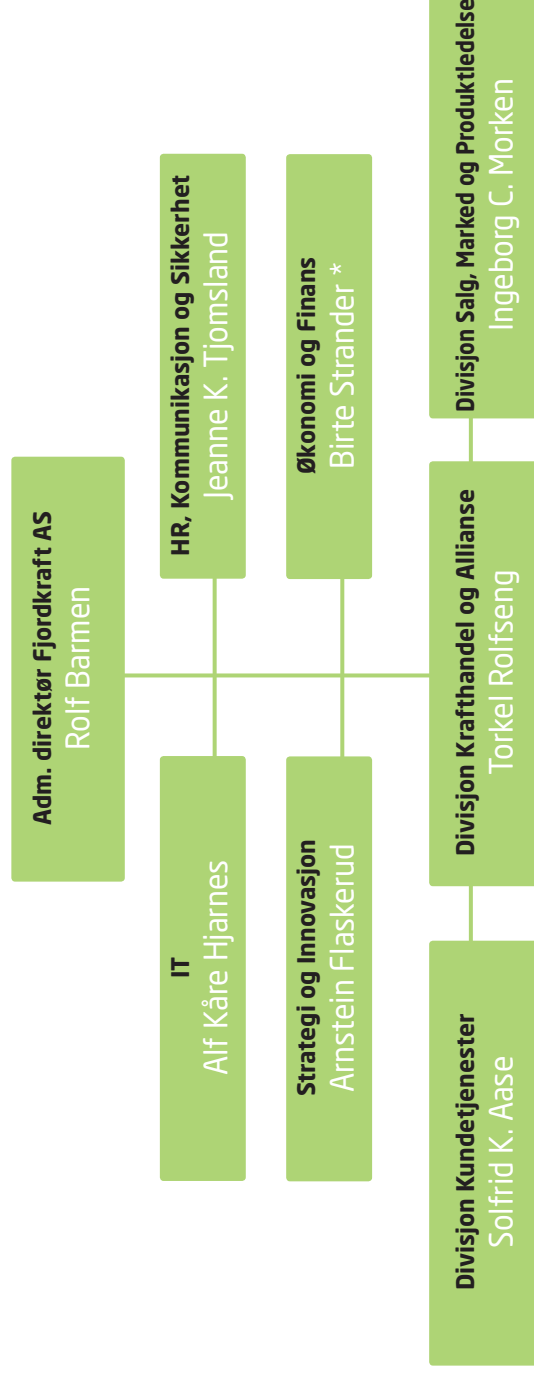 Adm. direktør Fjordkraft AS
Rolf Barmen
IT
Alf Kåre Hjarnes
HR, Kommunikasjon og Sikkerhet
Jeanne K. Tjomsland
Strategi og Innovasjon
Arnstein Flaskerud
Økonomi og Finans
Birte Strander *
Divisjon Kundetjenester
Solfrid K. Aase
Divisjon Krafthandel og Allianse
Torkel Rolfseng
Divisjon Salg, Marked og Produktledelse
Ingeborg C. Morken